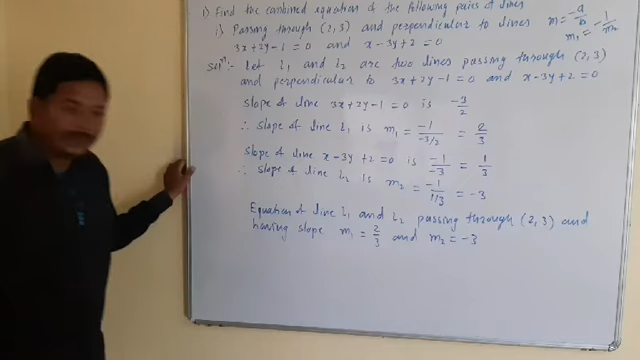 1) Find the combined equation of the following pairs of lines
i) Passing through (2, 3) and perpendicular to lines m = -a/b
3x+2y-1=0 and x-3y+2=0 m₁ = -1/m₂
Solⁿ:- Let L₁ and L₂ are two lines passing through (2, 3)
and perpendicular to 3x+2y-1=0 and x-3y+2=0
slope of line 3x+2y-1=0 is -3/2
∴ slope of line L₁ is m₁ = -1/-3/2 = 2/3
slope of line x-3y+2=0 is -1/-3 = 1/3
∴ slope of line L₂ is m₂ = -1/1/3 = -3
Equation of line L₁ and L₂ passing through (2, 3) and
having slope m₁ = 2/3 and m₂ = -3